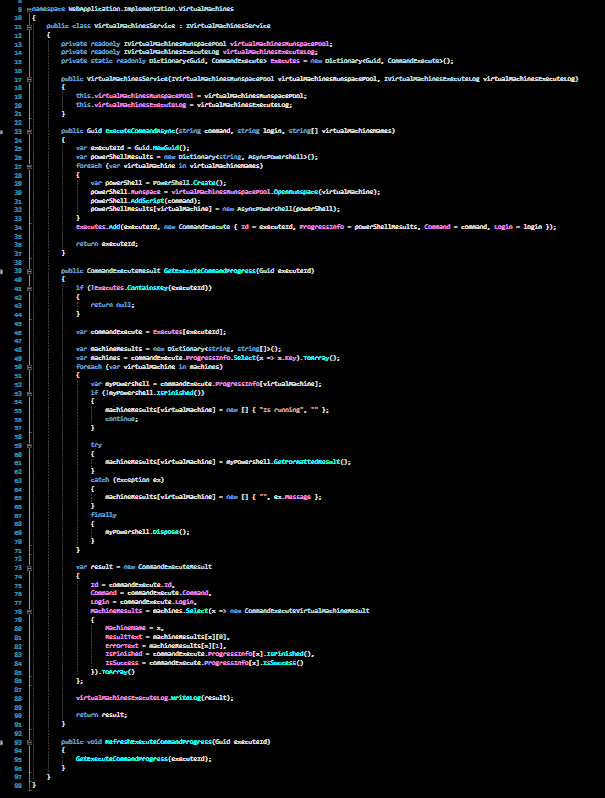 8
9 namespace WebApplication.Implementation.VirtualMachines
10 {
11 public class VirtualMachinesService : IVirtualMachinesService
12 {
13 private readonly IVirtualMachinesRunspacePool virtualMachinesRunspacePool;
14 private readonly IVirtualMachinesExecuteLog virtualMachinesExecuteLog;
15 private static readonly Dictionary<Guid, CommandExecute> Executes = new Dictionary<Guid, CommandExecute>();
16
17 public VirtualMachinesService(IVirtualMachinesRunspacePool virtualMachinesRunspacePool, IVirtualMachinesExecuteLog virtualMachinesExecuteLog)
18 {
19 this.virtualMachinesRunspacePool = virtualMachinesRunspacePool;
20 this.virtualMachinesExecuteLog = virtualMachinesExecuteLog;
21 }
22
23 public Guid ExecuteCommandAsync(string command, string login, string[] virtualMachineNames)
24 {
25 var executeId = Guid.NewGuid();
26 var powerShellResults = new Dictionary<string, AsyncPowershell>();
27 foreach (var virtualMachine in virtualMachineNames)
28 {
29 var powerShell = PowerShell.Create();
30 powerShell.Runspace = virtualMachinesRunspacePool.OpenRunspace(virtualMachine);
31 powerShell.AddScript(command);
32 powerShellResults[virtualMachine] = new AsyncPowershell(powerShell);
33 }
34 Executes.Add(executeId, new CommandExecute { Id = executeId, ProgressInfo = powerShellResults, Command = command, Login = login });
35
36 return executeId;
37 }
38
39 public CommandExecuteResult GetExecuteCommandProgress(Guid executeId)
40 {
41 if (!Executes.ContainsKey(executeId))
42 {
43 return null;
44 }
45
46 var commandExecute = Executes[executeId];
47
48 var machineResults = new Dictionary<string, string[]>();
49 var machines = commandExecute.ProgressInfo.Select(x => x.Key).ToArray();
50 foreach (var virtualMachine in machines)
51 {
52 var myPowershell = commandExecute.ProgressInfo[virtualMachine];
53 if (!myPowershell.IsFinished())
54 {
55 machineResults[virtualMachine] = new [] { "Is running", "" };
56 continue;
57 }
58
59 try
60 {
61 machineResults[virtualMachine] = myPowershell.GetFormattedResult();
62 }
63 catch (Exception ex)
64 {
65 machineResults[virtualMachine] = new [] { "", ex.Message };
66 }
67 finally
68 {
69 myPowershell.Dispose();
70 }
71 }
72
73 var result = new CommandExecuteResult
74 {
75 Id = commandExecute.Id,
76 Command = commandExecute.Command,
77 Login = commandExecute.Login,
78 MachineResults = machines.Select(x => new CommandExecuteVirtualMachineResult
79 {
80 MachineName = x,
81 ResultText = machineResults[x][0],
82 ErrorText = machineResults[x][1],
83 IsFinished = commandExecute.ProgressInfo[x].IsFinished(),
84 IsSuccess = commandExecute.ProgressInfo[x].IsSuccess()
85 }).ToArray()
86 };
87
88 virtualMachinesExecuteLog.WriteLog(result);
89
90 return result;
91 }
92
93 public void RefreshExecuteCommandProgress(Guid executeId)
94 {
95 GetExecuteCommandProgress(executeId);
96 }
97 }
98 }